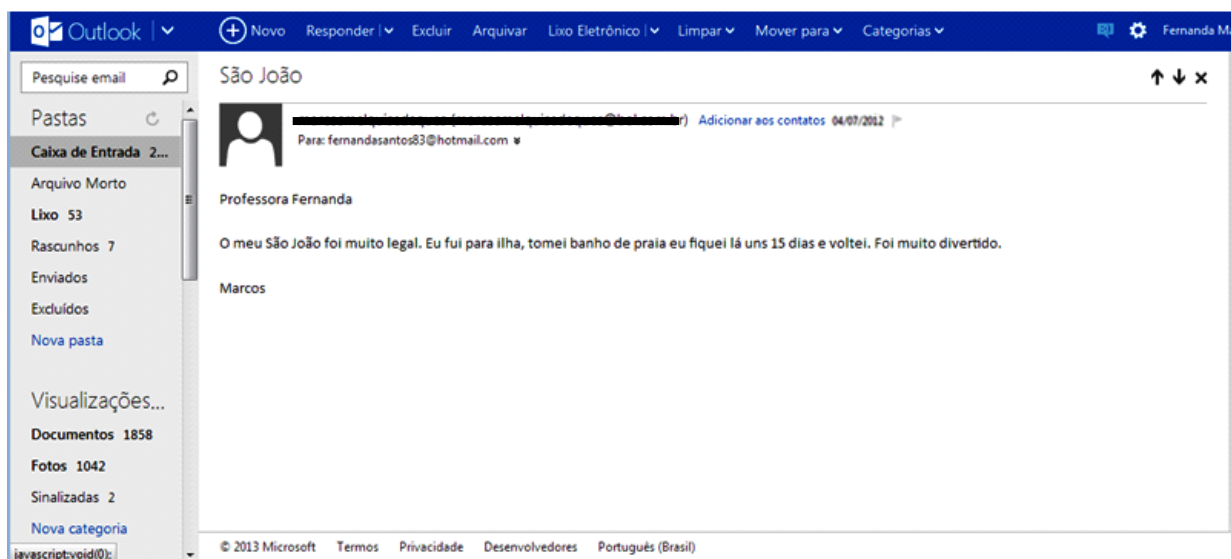 Outlook
Novo Responder Excluir Arquivar Lixo Eletrônico Limpar Mover para Categorias Fernanda
Pesquise email
São João
Pastas
Adicionar aos contatos 04/07/2012
Para: fernandasantos83@hotmail.com
Caixa de Entrada 2...
Arquivo Morto
Professora Fernanda
Lixo 53
Rascunhos 7
O meu São João foi muito legal. Eu fui para ilha, tomei banho de praia eu fiquei lá uns 15 dias e voltei. Foi muito divertido.
Enviados
Marcos
Excluídos
Nova pasta
Visualizações...
Documentos 1858
Fotos 1042
Sinalizadas 2
Nova categoria
javascript:void(0);
© 2013 Microsoft Termos Privacidade Desenvolvedores Português (Brasil)